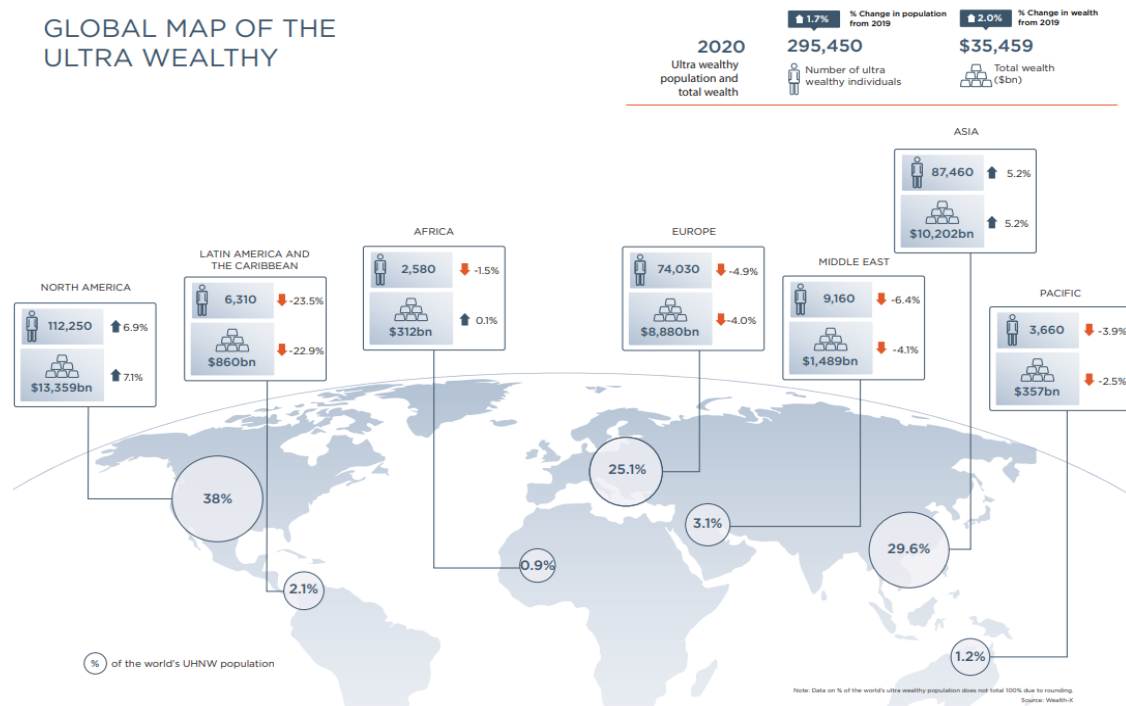 GLOBAL MAP OF THE
ULTRA WEALTHY
2020
Ultra wealthy
population and
total wealth
1.7%
% Change in population
from 2019
295,450
Number of ultra
wealthy individuals
2.0%
% Change in wealth
from 2019
$35,459
Total wealth
($bn)
NORTH AMERICA
112,250
6.9%
$13,359bn
7.1%
LATIN AMERICA AND
THE CARIBBEAN
6,310
-23.5%
$860bn
-22.9%
AFRICA
2,580
-1.5%
$312bn
0.1%
EUROPE
74,030
-4.9%
$8,880bn
-4.0%
MIDDLE EAST
9,160
-6.4%
$1,489bn
-4.1%
ASIA
87,460
5.2%
$10,202bn
5.2%
PACIFIC
3,660
-3.9%
$357bn
-2.5%
38%
2.1%
0.9%
25.1%
3.1%
29.6%
1.2%
% of the world's UHNW population
Note: Data on % of the world's ultra wealthy population does not total 100% due to rounding.
Source: Wealth-X